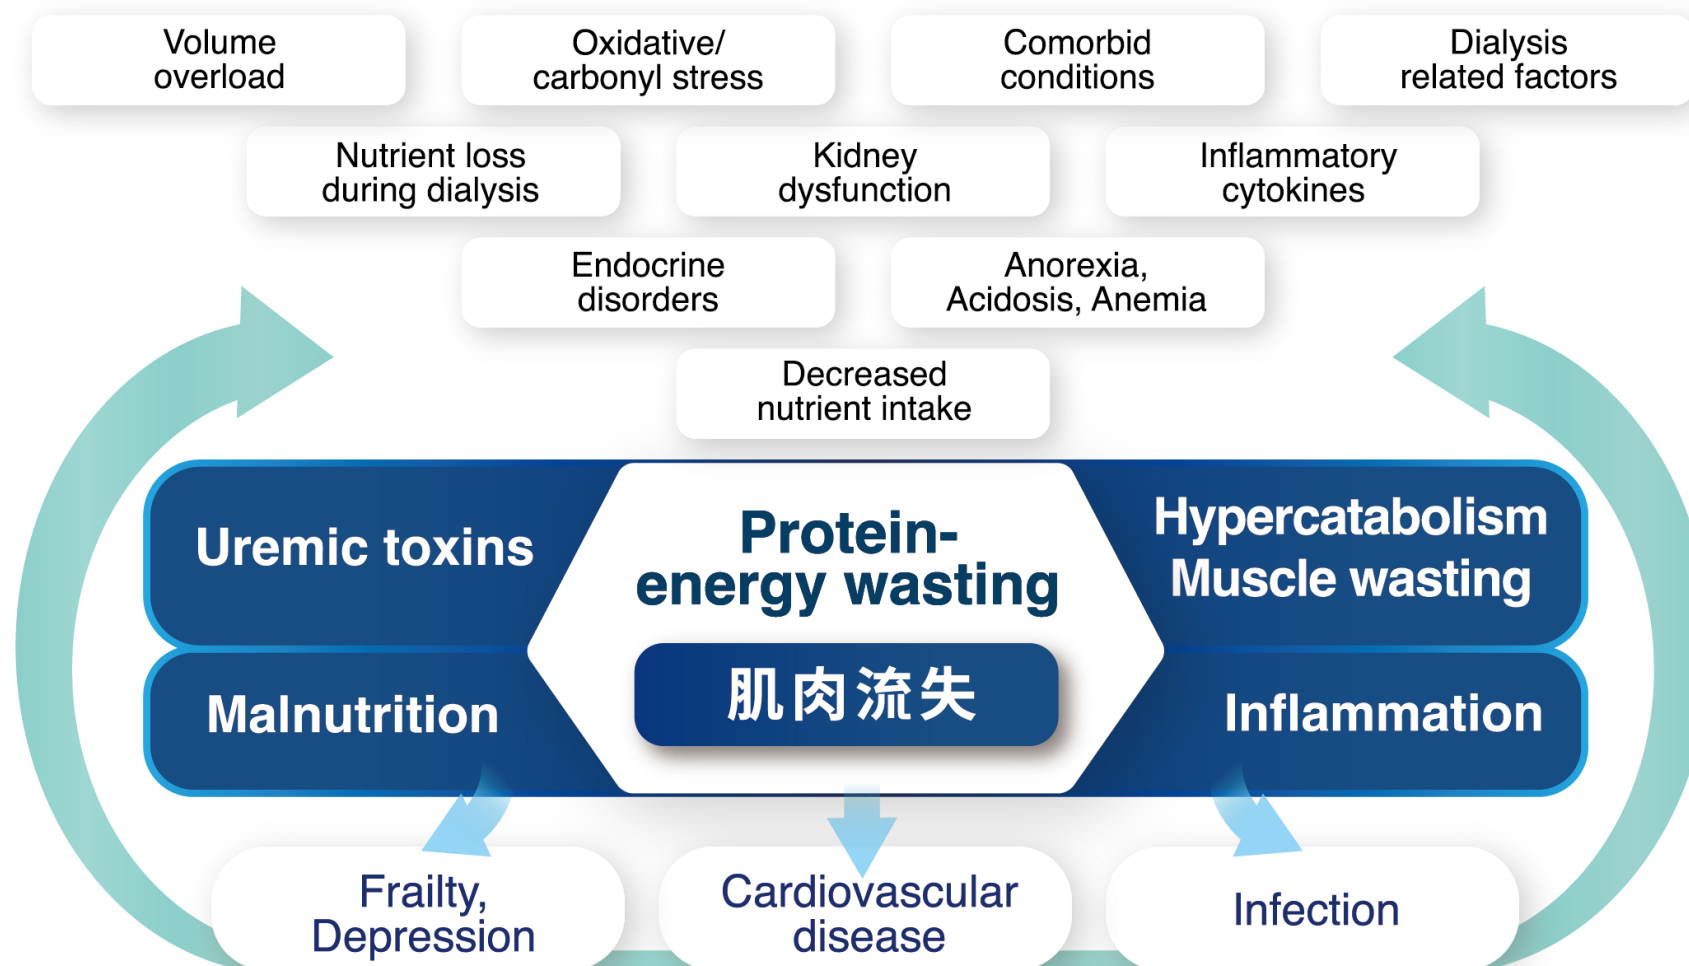 Volume
overload
Oxidative/
carbonyl stress
Comorbid
conditions
Dialysis
related factors
Nutrient loss
during dialysis
Kidney
dysfunction
Inflammatory
cytokines
Endocrine
disorders
Anorexia,
Acidosis, Anemia
Decreased
nutrient intake
Uremic toxins
Protein-
energy wasting
Hypercatabolism
Muscle wasting
Malnutrition
肌肉流失
Inflammation
Frailty,
Depression
Cardiovascular
disease
Infection